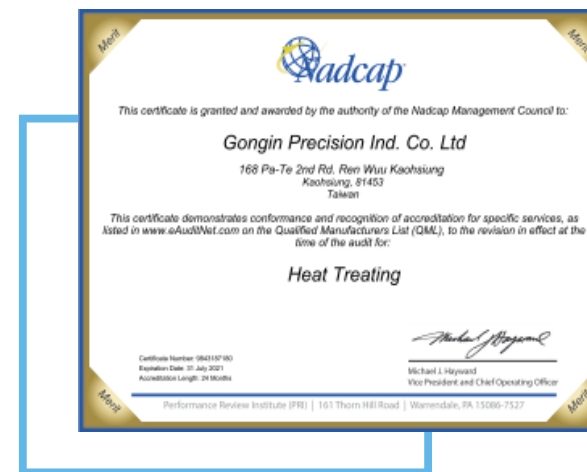 Merit
Merit
Nadcap
This certificate is granted and awarded by the authority of the Nadcap Management Council to:
Gongin Precision Ind. Co. Ltd
168 Pa-Te 2nd Rd. Ren Wuu Kaohsiung
Kaohsiung, 81453
Taiwan
This certificate demonstrates conformance and recognition of accreditation for specific services, as
listed in www.eAuditNet.com on the Qualified Manufacturers List (QML), to the revision in effect at the
time of the audit for:
Heat Treating
Certificate Number:
Expiration Date: 31 July 2021
Accreditation Length: 24 Months
Michael J. Hayward
Vice President and Chief Operating Officer
Merit
Merit
Performance Review Institute (PRI) | 161 Thorn Hill Road | Warrendale, PA 15086-7527